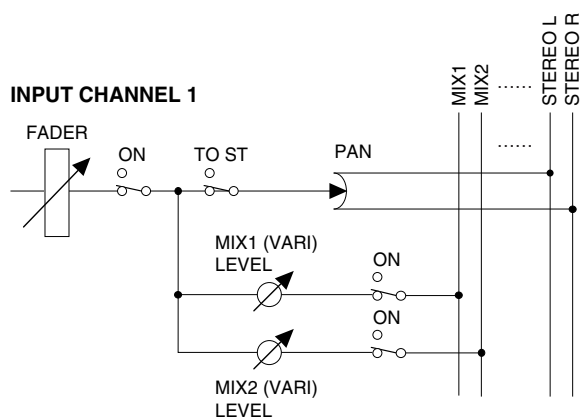 INPUT CHANNEL 1
MIX1
MIX2
......
STEREO L
STEREO R
......
FADER
ON
TO ST
PAN
MIX1 (VARI)
LEVEL
ON
ON
MIX2 (VARI)
LEVEL